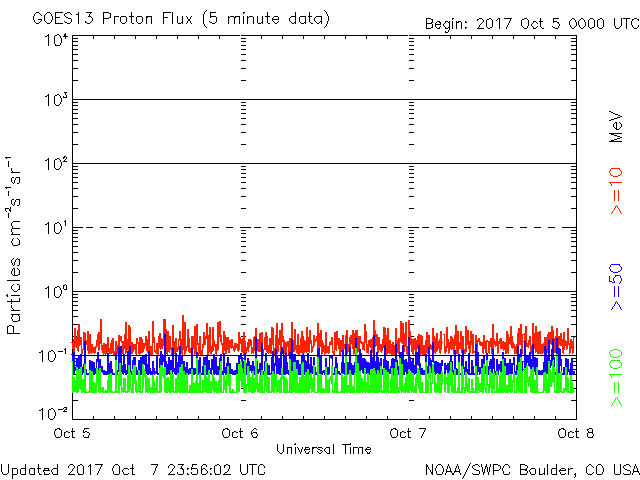 GOES13 Proton Flux (5 minute data)
Begin: 2017 Oct 5 0000 UTC
10⁴
10³
10²
10¹
10⁰
10⁻¹
10⁻²
Particles cm⁻²s⁻¹sr⁻¹
MeV
>=10
>=50
>=100
Oct 5
Oct 6
Oct 7
Oct 8
Universal Time
Updated 2017 Oct 7 23:56:02 UTC
NOAA/SWPC Boulder, CO USA